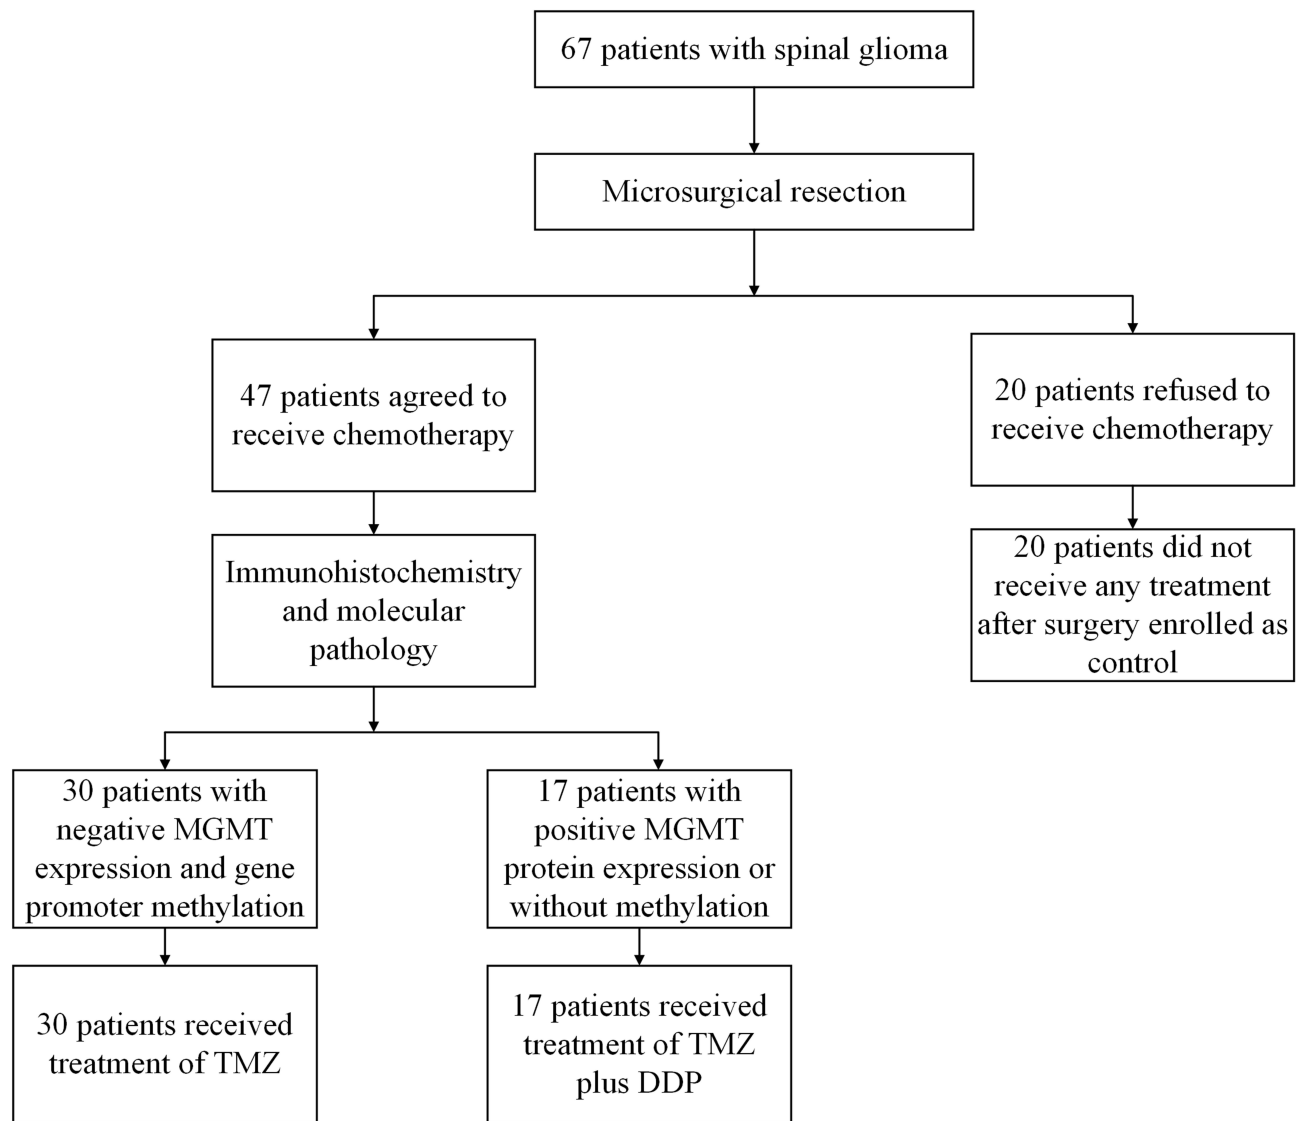 67 patients with spinal glioma
Microsurgical resection
47 patients agreed to
receive chemotherapy
20 patients refused to
receive chemotherapy
Immunohistochemistry
and molecular
pathology
20 patients did not
receive any treatment
after surgery enrolled as
control
30 patients with
negative MGMT
expression and gene
promoter methylation
17 patients with
positive MGMT
protein expression or
without methylation
30 patients received
treatment of TMZ
17 patients received
treatment of TMZ
plus DDP